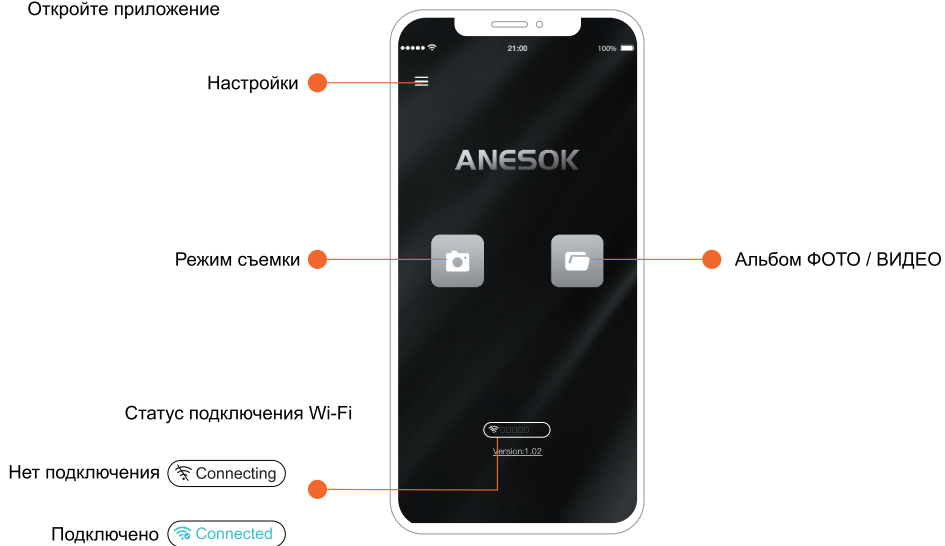 Откройте приложение
21:00
100%
Настройки
ANESOK
Режим съемки
Альбом ФОТО / ВИДЕО
Статус подключения Wi-Fi
Version:1.02
Нет подключения
Connecting
Подключено
Connected